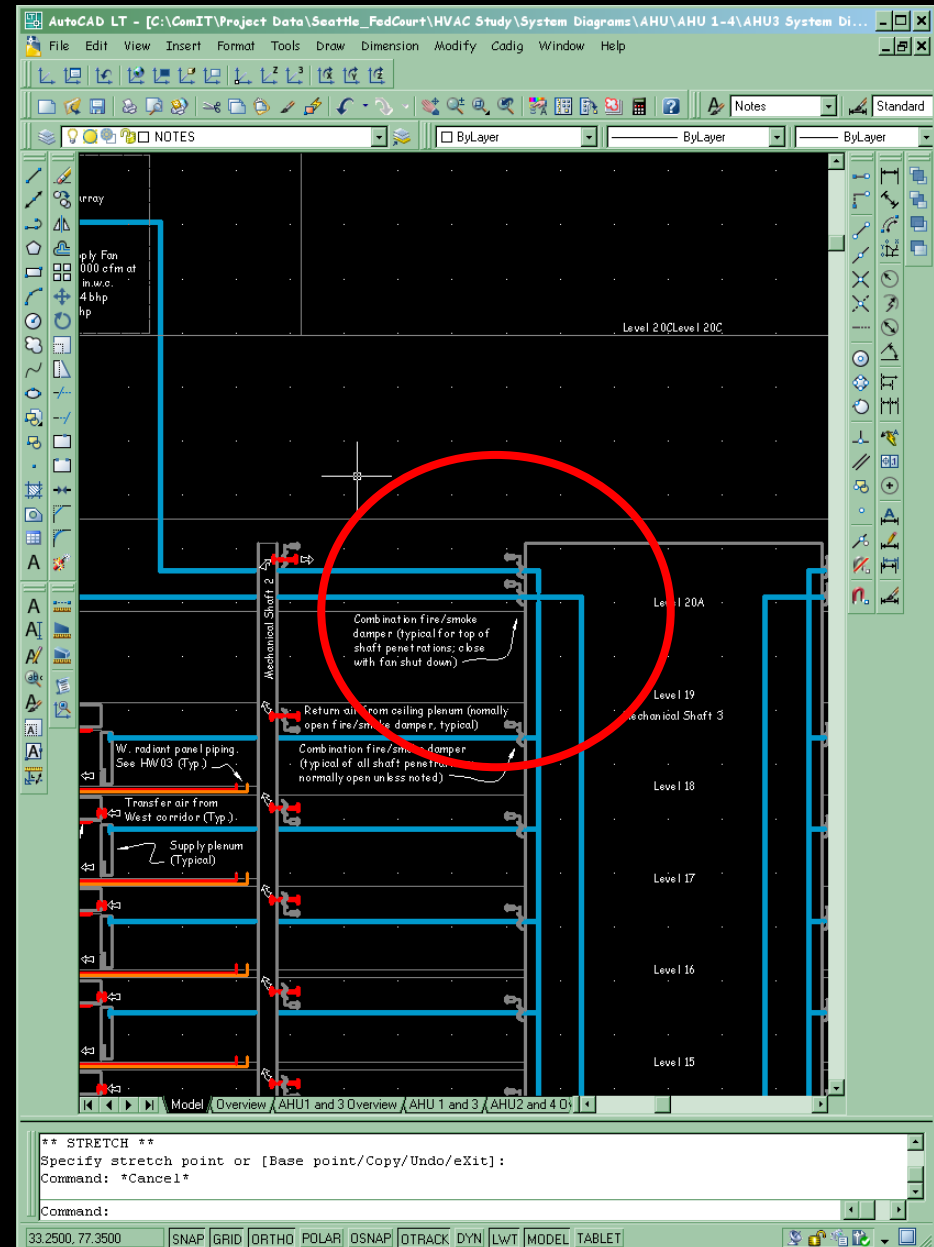 AutoCAD LT - [C:\ComIT\Project Data\Seattle_FedCourt\HVAC Study\System Diagrams\AHU\AHU 1-4\AHU3 System Di...
File Edit View Insert Format Tools Draw Dimension Modify Cadig Window Help
Notes
Standard
NOTES
ByLayer
ByLayer
ByLayer
rray
ply Fan
000 cfm at
in.w.c.
4 bhp
hp
Level 20CLevel 20C
Mechanical Shaft 2
Combination fire/smoke
damper (typical for top of
shaft penetrations; close
with fan shut down)
Level 20A
Level 19
Mechanical Shaft 3
Return air from ceiling plenum (nomally
open fire/smoke damper, typical)
Combination fire/smoke damper
(typical of all shaft
normally open unless noted)
W. radiant panel piping.
See HW03 (Typ.)
Level 18
Transfer air from
West corridor (Typ.).
Supply plenum
(Typical)
Level 17
Level 16
Level 15
Model Overview AHU1 and 3 Overview AHU 1 and 3 AHU2 and 4 O
** STRETCH **
Specify stretch point or [Base point/Copy/Undo/eXit]:
Command: *Cancel*
Command:
33.2500, 77.3500 SNAP GRID ORTHO POLAR OSNAP OTRACK DYN LWT MODEL TABLET